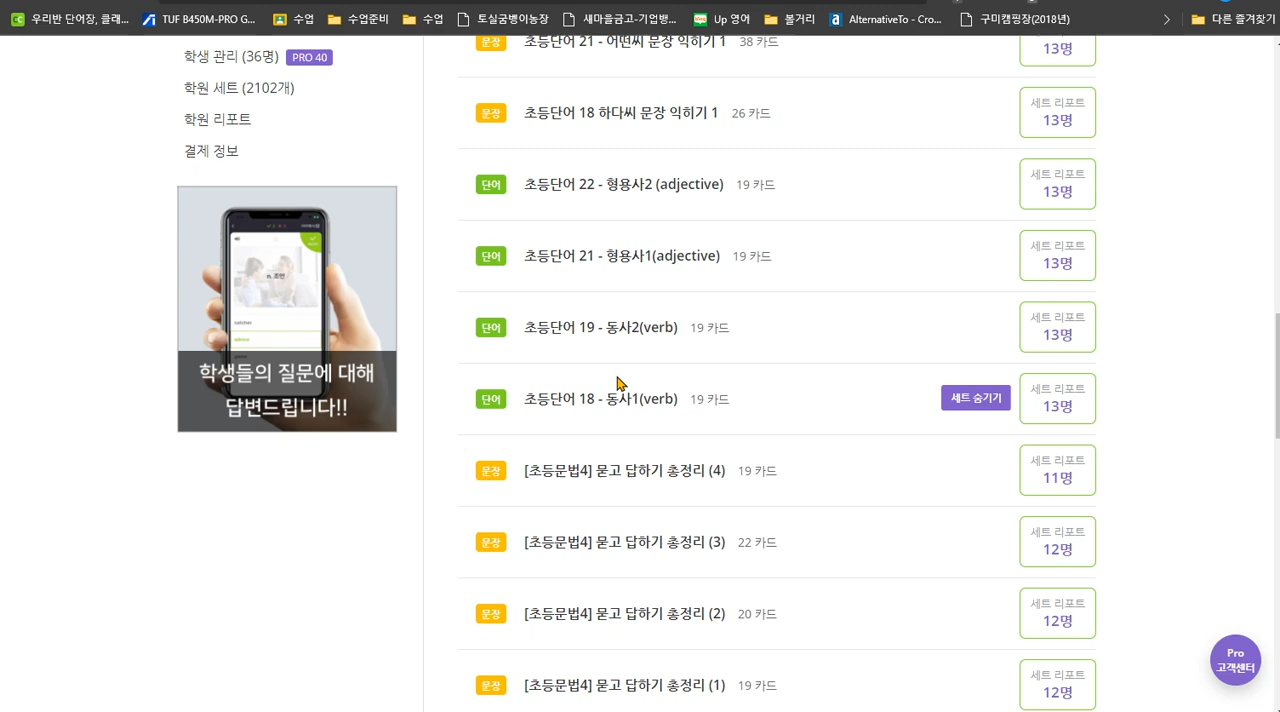 우리반 단어장, 클래... TUF B450M-PRO G... 수업 수업준비 수업 토실금뱅이농장 새마을금고-기업뱅... Up 영어 볼거리 AlternativeTo - Cro... 구미캠핑장(2018년) 다른 즐겨찾기
학생 관리 (36명) PRO 40
학원 세트 (2102개)
학원 리포트
결제 정보
학생들의 질문에 대해
답변드립니다!!
문장 초등단어 21 - 어떤씨 문장 익히기 1 38 카드
13명
문장 초등단어 18 하다씨 문장 익히기 1 26 카드
세트 리포트
13명
단어 초등단어 22 - 형용사2 (adjective) 19 카드
세트 리포트
13명
단어 초등단어 21 - 형용사1(adjective) 19 카드
세트 리포트
13명
단어 초등단어 19 - 동사2(verb) 19 카드
세트 리포트
13명
단어 초등단어 18 - 동사1(verb) 19 카드
세트 숨기기
세트 리포트
13명
문장 [초등문법4] 묻고 답하기 총정리 (4) 19 카드
세트 리포트
11명
문장 [초등문법4] 묻고 답하기 총정리 (3) 22 카드
세트 리포트
12명
문장 [초등문법4] 묻고 답하기 총정리 (2) 20 카드
세트 리포트
12명
문장 [초등문법4] 묻고 답하기 총정리 (1) 19 카드
세트 리포트
12명
Pro
고객센터